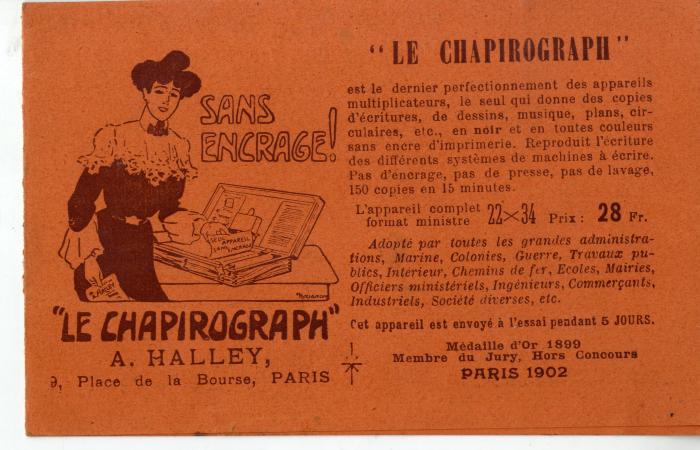 SANS
ENCRAGE!
SEUL APPAREIL
SANS ENCRAGE
"LE CHAPIROGRAPH"
A. HALLEY,
9, Place de la Bourse, PARIS
"LE CHAPIROGRAPH"
est le dernier perfectionnement des appareils
multiplicateurs, le seul qui donne des copies
d'écritures, de dessins, musique, plans, cir-
culaires, etc., en noir et en toutes couleurs
sans encre d'imprimerie. Reproduit l'écriture
des différents systèmes de machines à écrire.
Pas d'encrage, pas de presse, pas de lavage,
150 copies en 15 minutes.
L'appareil complet
format ministre 22×34 Prix : 28 Fr.
Adopté par toutes les grandes administra-
tions, Marine, Colonies, Guerre, Travaux pu-
blics, Intérieur, Chemins de fer, Ecoles, Mairies,
Officiers ministériels, Ingénieurs, Commerçants,
Industriels, Société diverses, etc.
Cet appareil est envoyé à l'essai pendant 5 JOURS.
Médaille d'Or 1899
Membre du Jury, Hors Concours
PARIS 1902